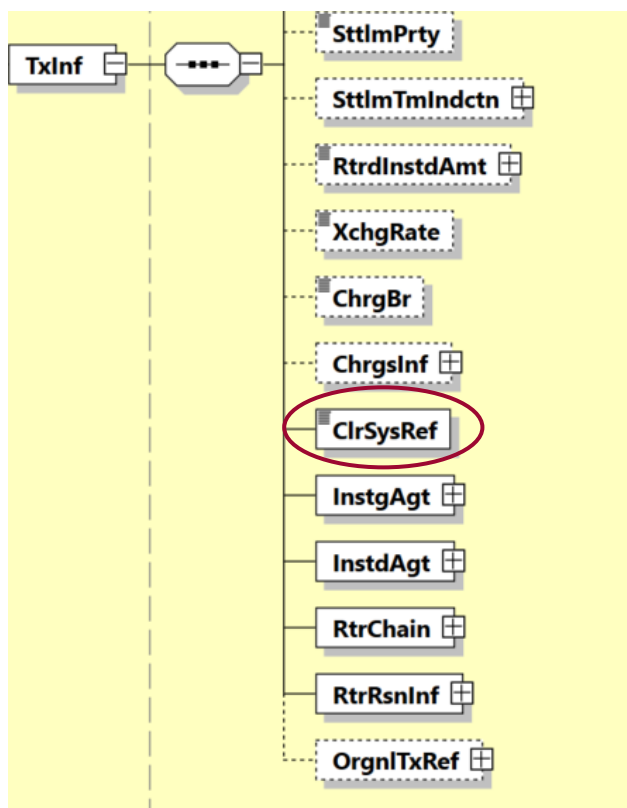 SttlmPrty
TxInf
SttlmTmIndctn
RtrdInstdAmt
XchgRate
ChrgBr
ChrgsInf
ClrSysRef
InstgAgt
InstdAgt
RtrChain
RtrRsnInf
OrgnlTxRef